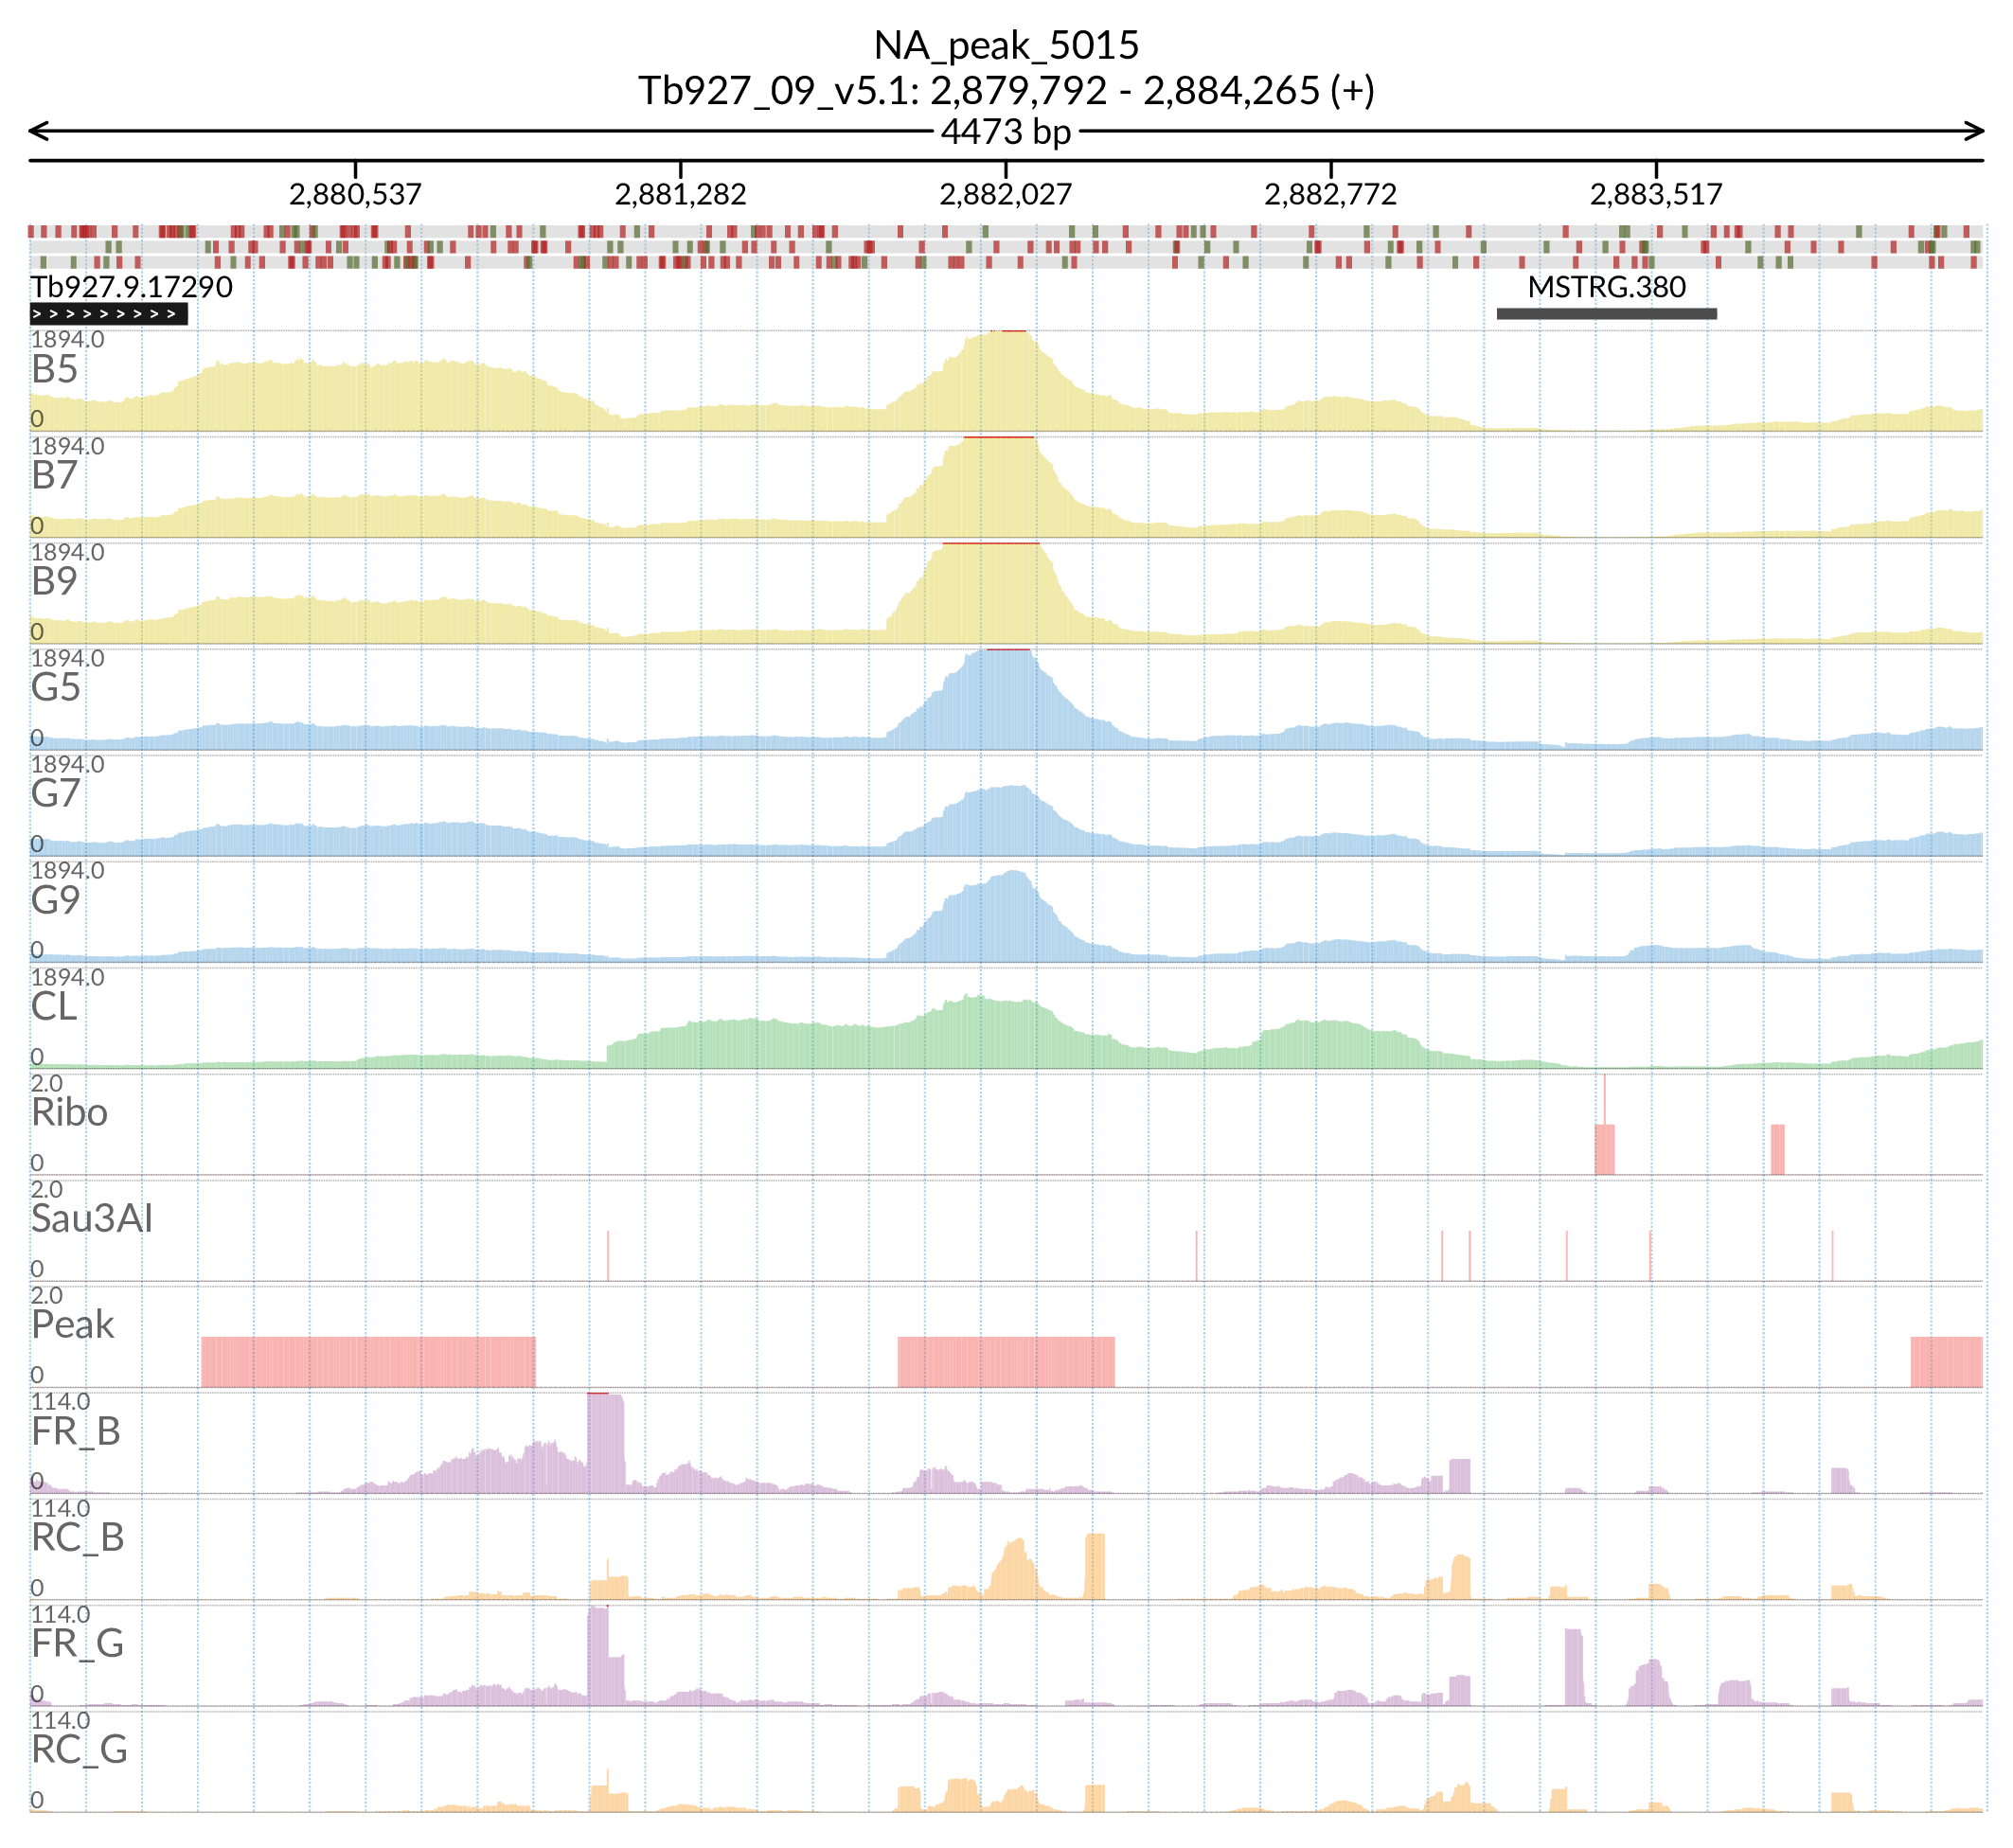 NA_peak_5015
Tb927_09_v5.1: 2,879,792 - 2,884,265 (+)
4473 bp
2,880,537 2,881,282 2,882,027 2,882,772 2,883,517
Tb927.9.17290 MSTRG.380
1894.0
B5
0
1894.0
B7
0
1894.0
B9
0
1894.0
G5
0
1894.0
G7
0
1894.0
G9
0
1894.0
CL
0
2.0
Ribo
0
2.0
Sau3AI
0
2.0
Peak
0
114.0
FR_B
0
114.0
RC_B
0
114.0
FR_G
0
114.0
RC_G
0